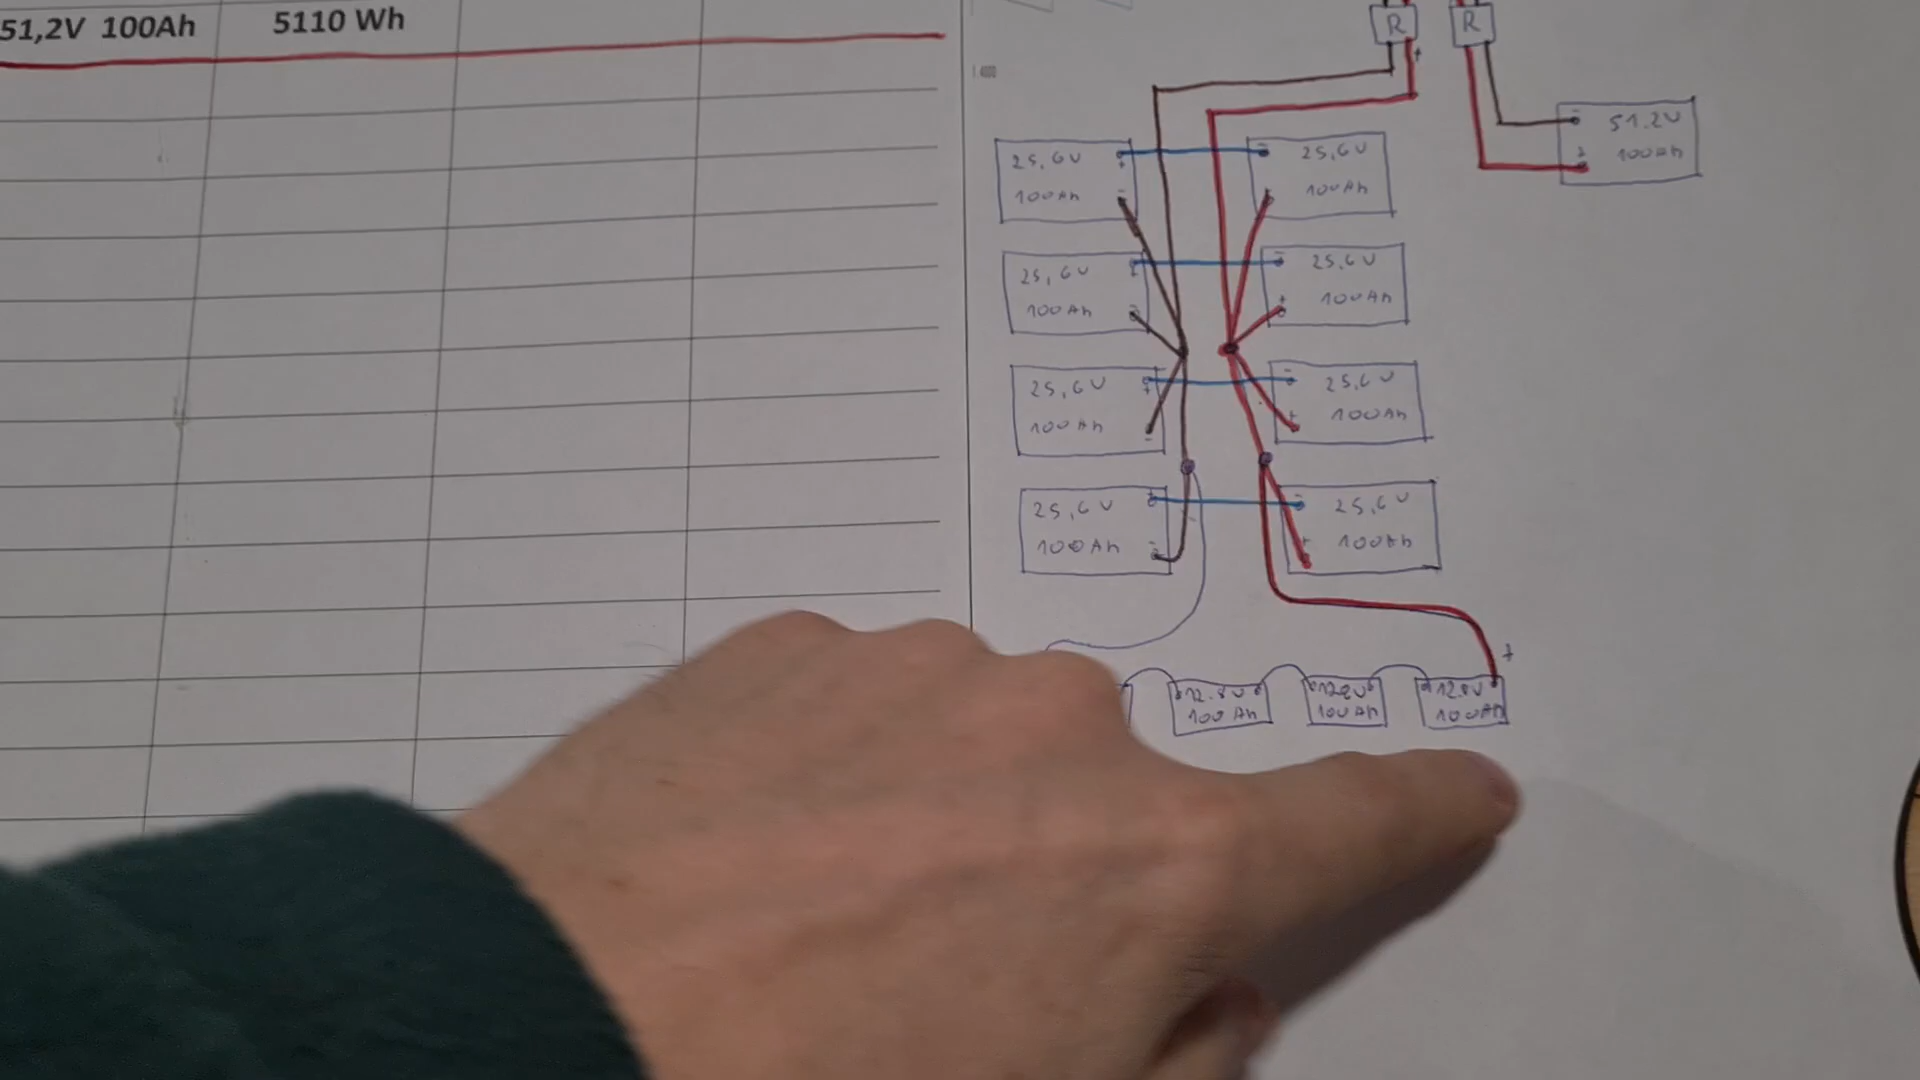 51,2V 100Ah 5110 Wh
R R
51.2V
100Ah
25,6V 25,6V
100Ah 100Ah
25,6V 25,6V
100Ah 100Ah
25,6V 25,6V
100Ah 100Ah
25,6V 25,6V
100Ah 100Ah
+
12.8V 12.8V 12.8V
100Ah 100Ah 100Ah